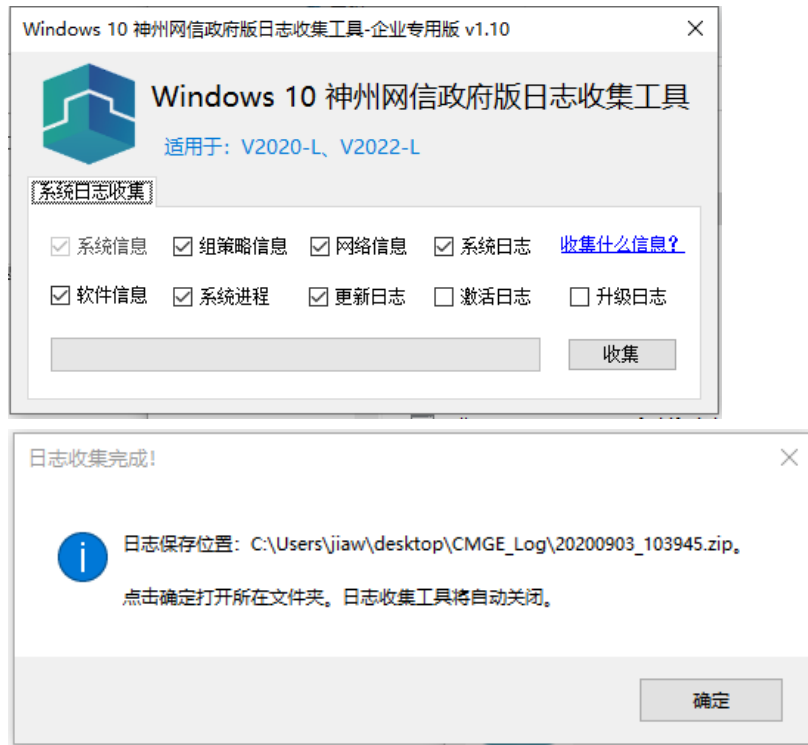 Windows 10 神州网信政府版日志收集工具-企业专用版 v1.10
Windows 10 神州网信政府版日志收集工具
适用于：V2020-L、V2022-L
系统日志收集
系统信息 组策略信息 网络信息 系统日志 收集什么信息？
软件信息 系统进程 更新日志 激活日志 升级日志
收集
日志收集完成!
日志保存位置：C:\Users\jiaw\desktop\CMGE_Log\20200903_103945.zip。
点击确定打开所在文件夹。日志收集工具将自动关闭。
确定